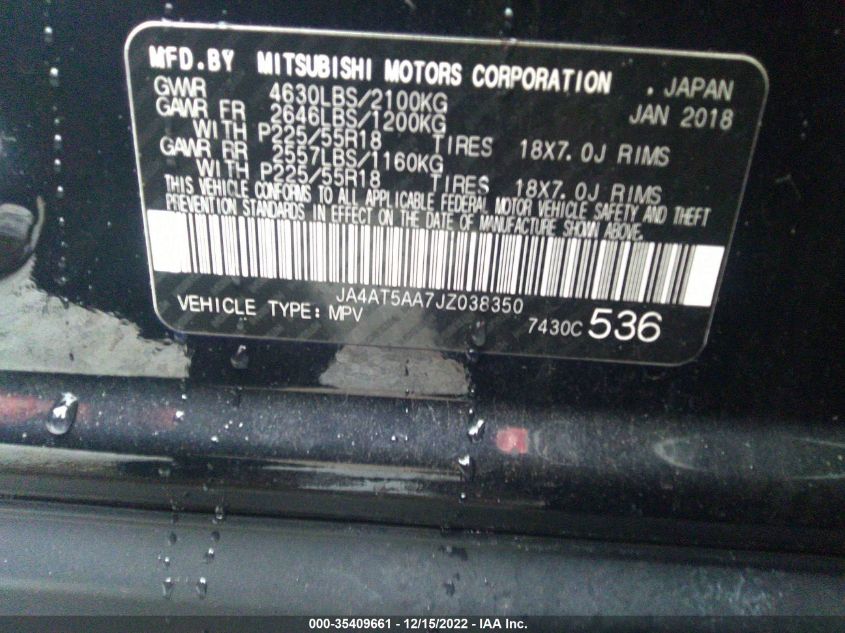 MFD.BY MITSUBISHI MOTORS CORPORATION . JAPAN
GVWR 4630LBS/2100KG JAN 2018
GAWR FR 2646LBS/1200KG
WITH P225/55R18 TIRES 18X7.0J RIMS
GAWR RR 2557LBS/1160KG
WITH P225/55R18 TIRES 18X7.0J RIMS
THIS VEHICLE CONFORMS TO ALL APPLICABLE FEDERAL MOTOR VEHICLE SAFETY AND THEFT
PREVENTION STANDARDS IN EFFECT ON THE DATE OF MANUFACTURE SHOWN ABOVE.
JA4AT5AA7JZ038350
VEHICLE TYPE: MPV 7430C 536
000-35409661 - 12/15/2022 - IAA Inc.